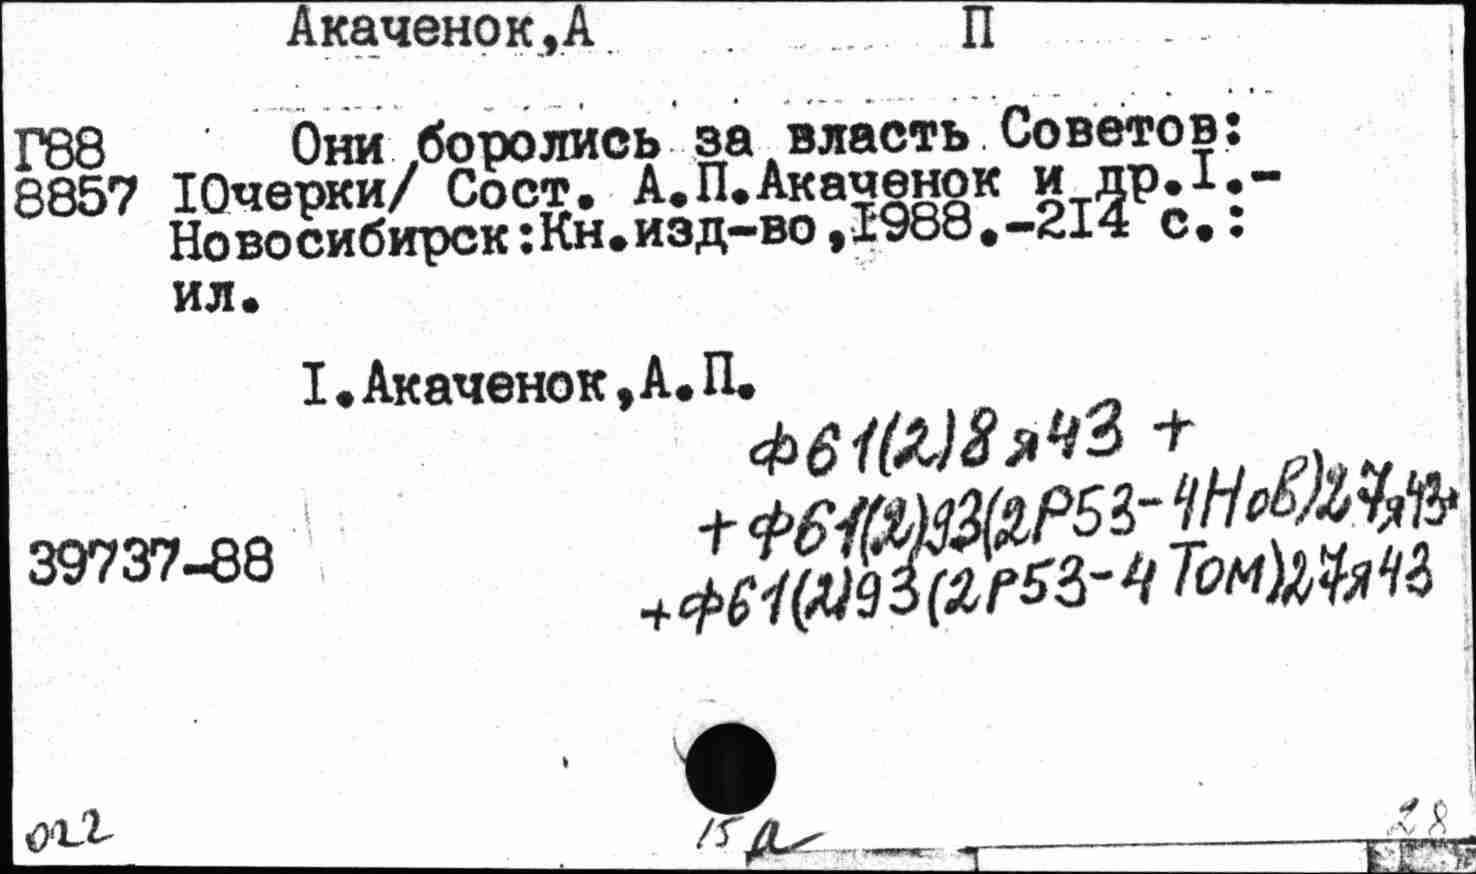 Акаченок,А П
Г88 Они боролись за власть Советов:
8857 IОчерки/ Сост. А.П.Акаченок и др.I.-
Новосибирск:Кн.изд-во,I988.-2I4 с.:
ил.
I.Акаченок,А.П.
Ф61(2)8я43 +
+Ф61(2)93(2Р53-4Нов)27я43+
39737-88
+Ф61(2)93(2Р53-4Том)27я43
022
15 а
28